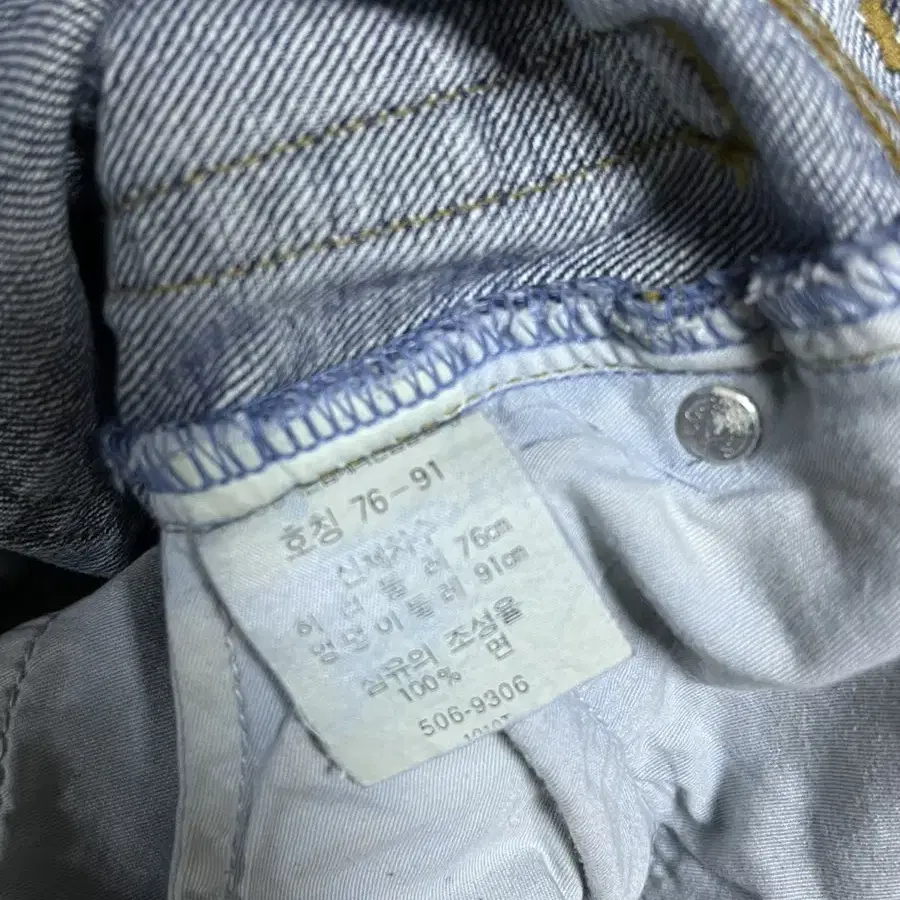 호칭 76-91
신체치수
허리둘레 76cm
엉덩이둘레 91cm
섬유의 조성율
100% 면
506-9306